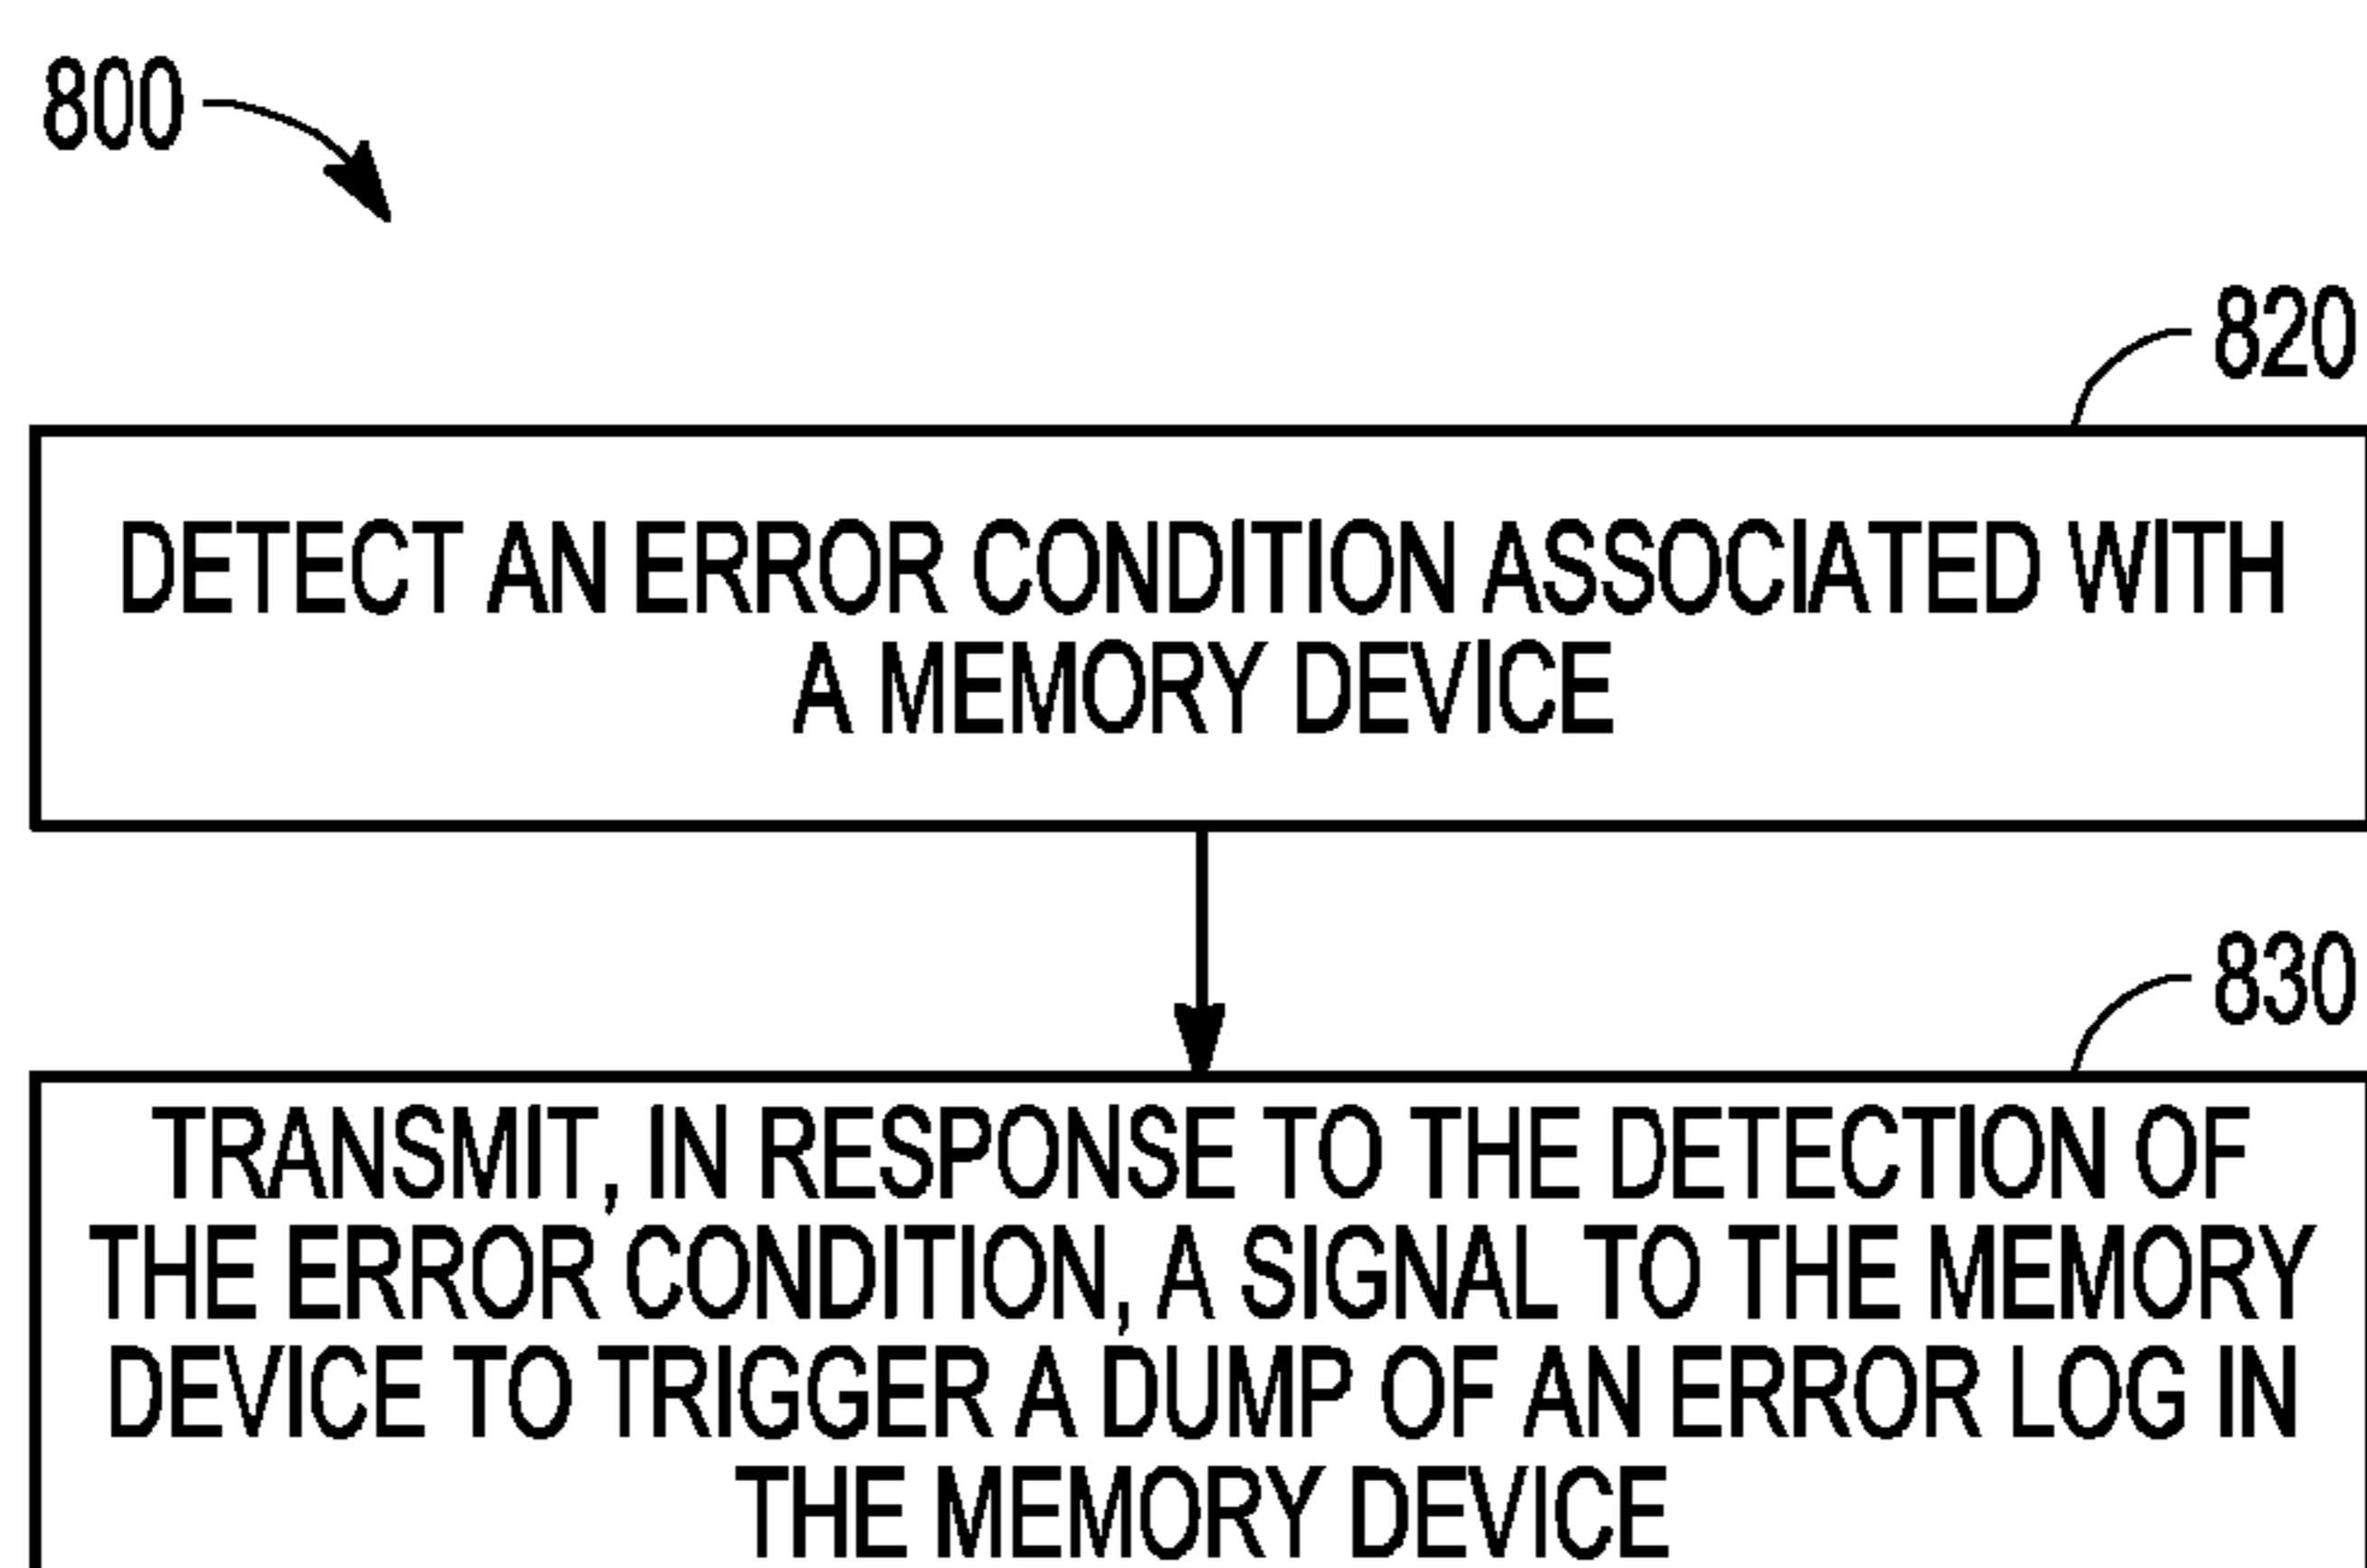 800
820
DETECT AN ERROR CONDITION ASSOCIATED WITH
A MEMORY DEVICE
830
TRANSMIT, IN RESPONSE TO THE DETECTION OF
THE ERROR CONDITION, A SIGNAL TO THE MEMORY
DEVICE TO TRIGGER A DUMP OF AN ERROR LOG IN
THE MEMORY DEVICE